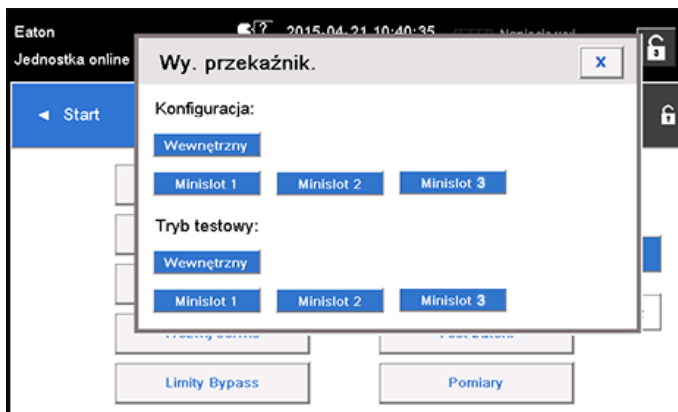 Eaton
2015-04-21 10:40:35
Jednostka online
Wy. przekaźnik.
x
Start
Konfiguracja:
Wewnętrzny
Minislot 1
Minislot 2
Minislot 3
Tryb testowy:
Wewnętrzny
Minislot 1
Minislot 2
Minislot 3
Limity Bypass
Pomiary